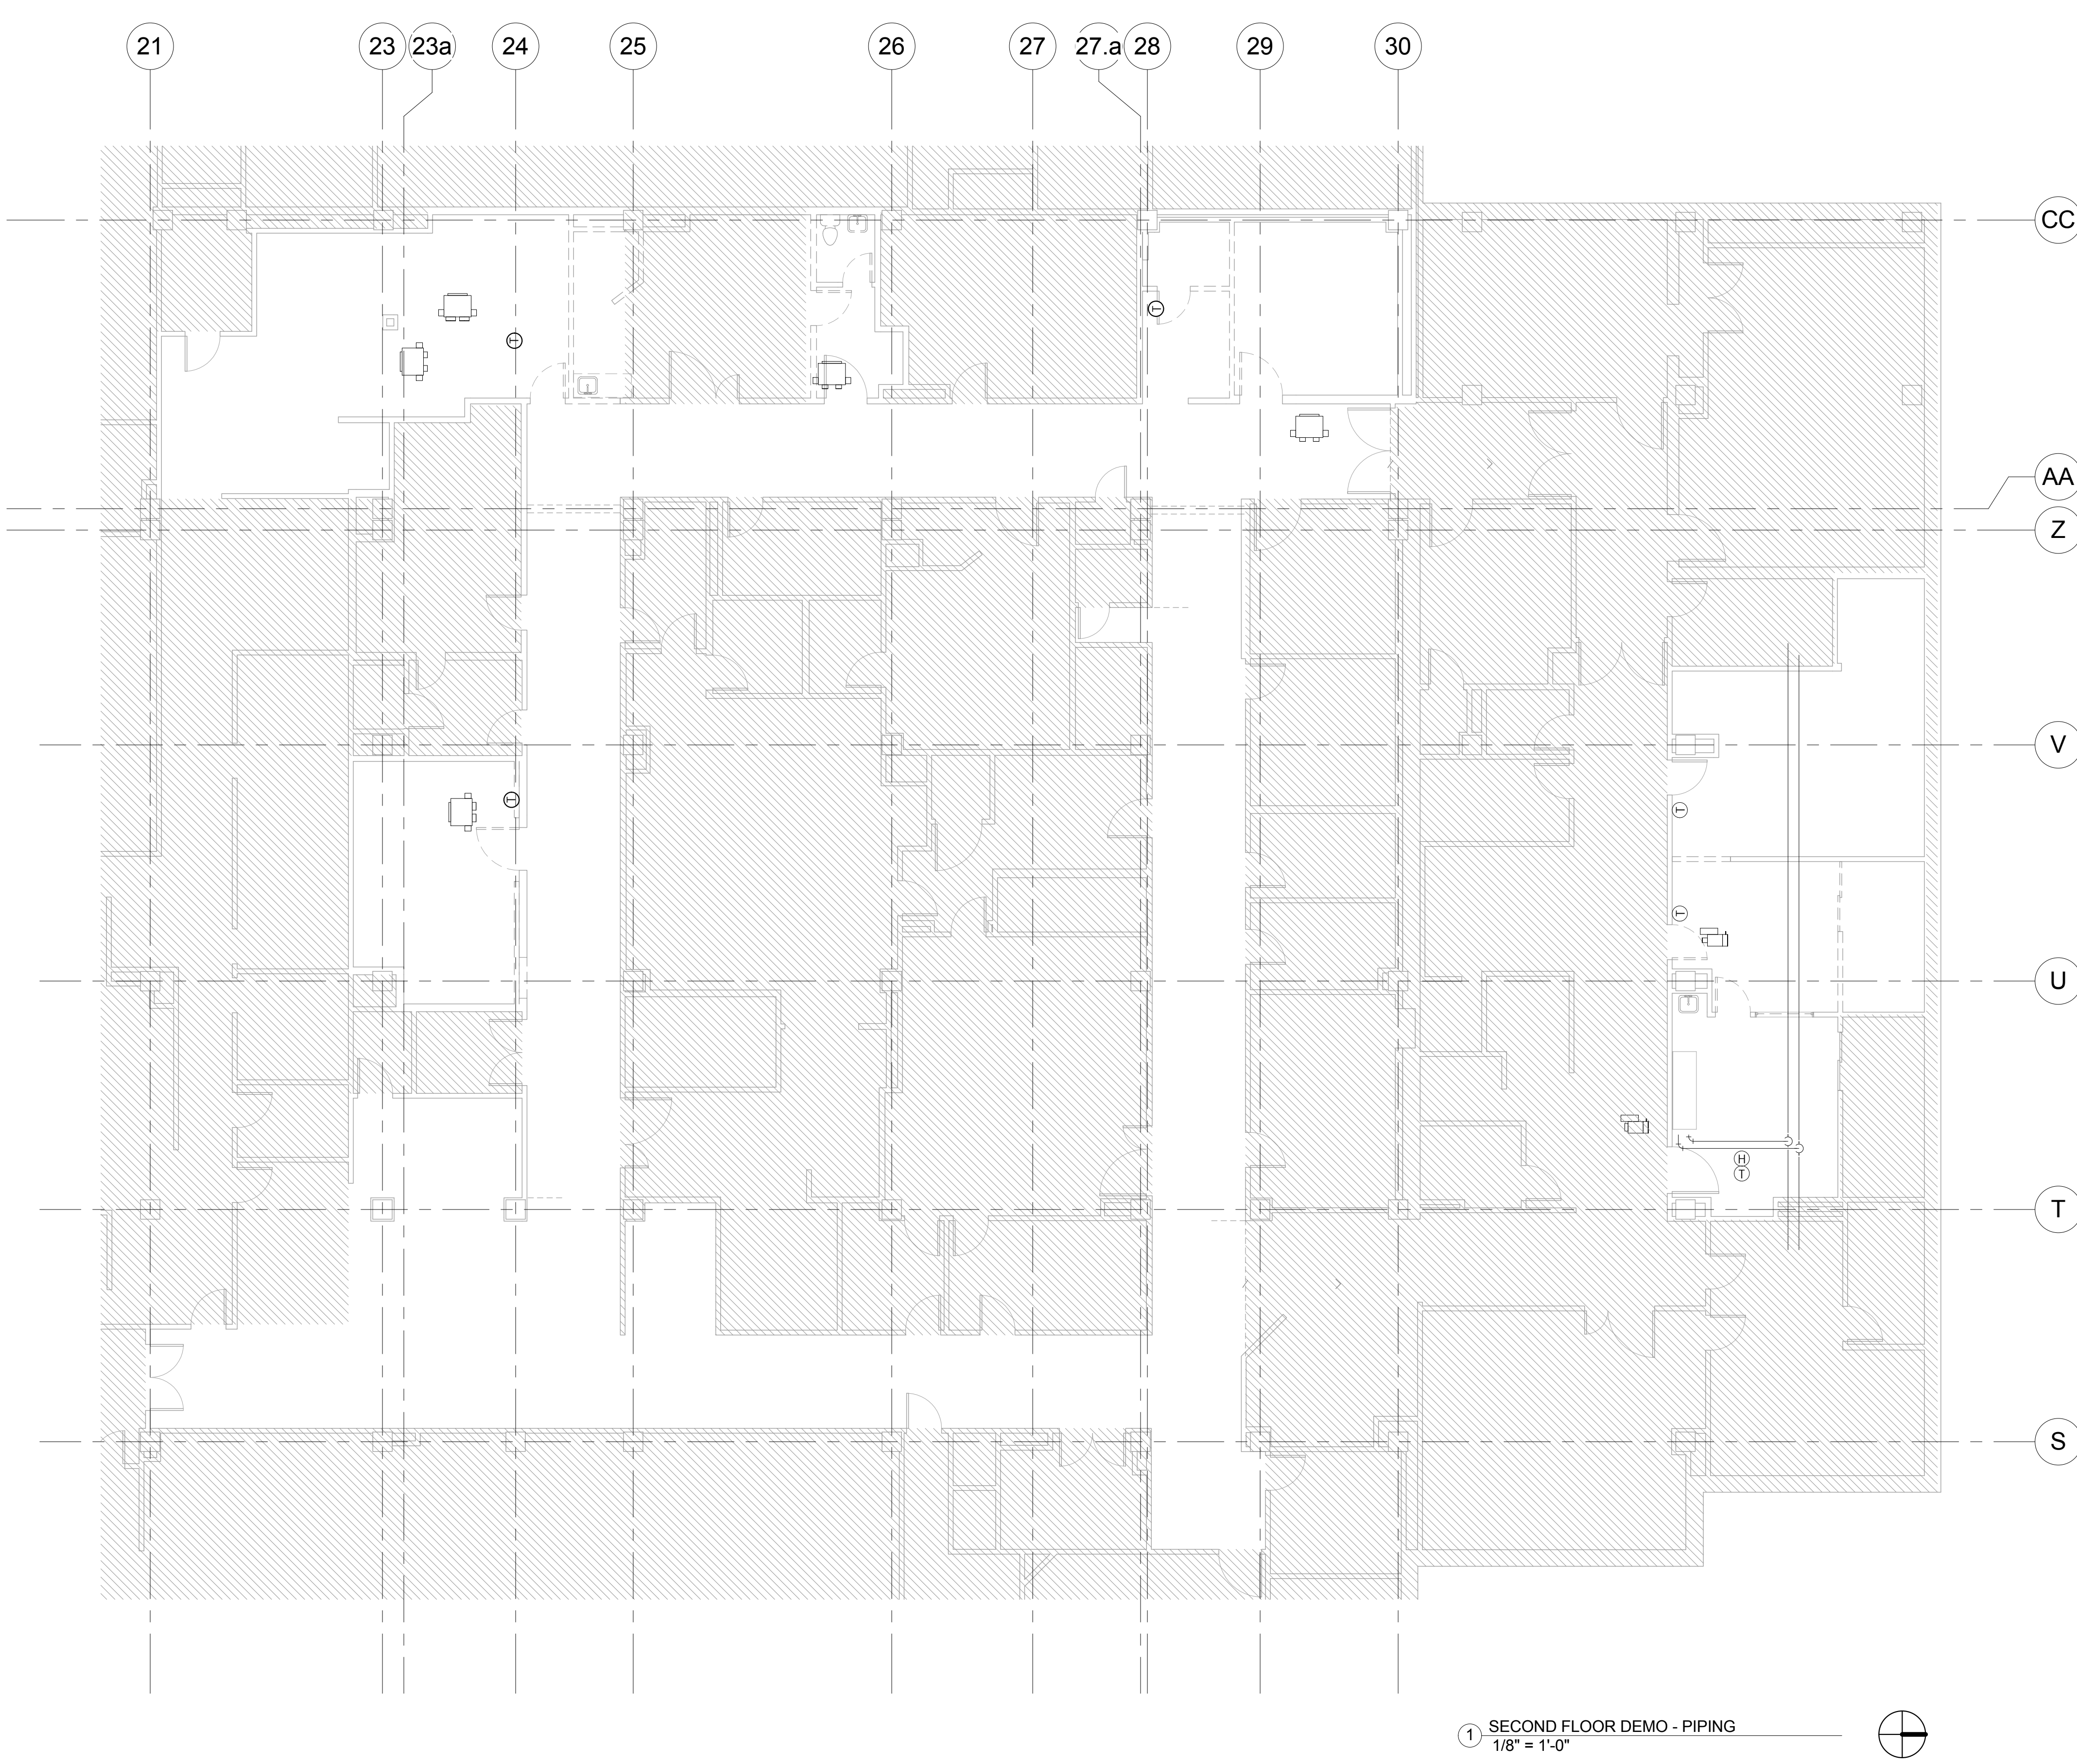 21 23 23a 24 25 26 27 27.a 28 29 30
CC
T
T
AA
Z
V
T
T
T
U
H
T
T
S
1 SECOND FLOOR DEMO - PIPING
1/8" = 1'-0"